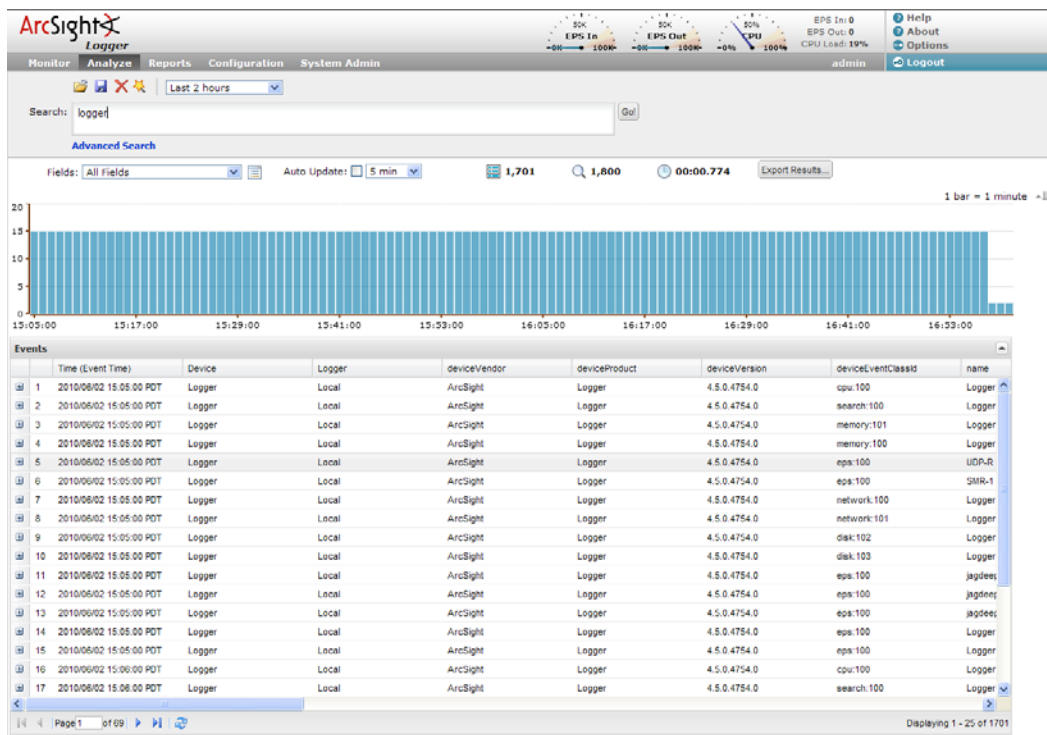 ArcSight
Logger
50K
EPS In
-0K 100K-
50K
EPS Out
-0K 100K-
50%
CPU
-0% 100%
EPS In: 0
EPS Out: 0
CPU Load: 19%
Help
About
Options
Monitor Analyze Reports Configuration System Admin admin Logout
Last 2 hours
Search: logger Go!
Advanced Search
Fields: All Fields Auto Update: 5 min 1,701 1,800 00:00.774 Export Results...
1 bar = 1 minute
20
15
10
5
0
15:05:00 15:17:00 15:29:00 15:41:00 15:53:00 16:05:00 16:17:00 16:29:00 16:41:00 16:53:00
Events
Time (Event Time) Device Logger deviceVendor deviceProduct deviceVersion deviceEventClassId name
1 2010/06/02 15:05:00 PDT Logger Local ArcSight Logger 4.5.0.4754.0 cpu:100 Logger
2 2010/06/02 15:05:00 PDT Logger Local ArcSight Logger 4.5.0.4754.0 search:100 Logger
3 2010/06/02 15:05:00 PDT Logger Local ArcSight Logger 4.5.0.4754.0 memory:101 Logger
4 2010/06/02 15:05:00 PDT Logger Local ArcSight Logger 4.5.0.4754.0 memory:100 Logger
5 2010/06/02 15:05:00 PDT Logger Local ArcSight Logger 4.5.0.4754.0 eps:100 UDP-R
6 2010/06/02 15:05:00 PDT Logger Local ArcSight Logger 4.5.0.4754.0 eps:100 SMR-1
7 2010/06/02 15:05:00 PDT Logger Local ArcSight Logger 4.5.0.4754.0 network:100 Logger
8 2010/06/02 15:05:00 PDT Logger Local ArcSight Logger 4.5.0.4754.0 network:101 Logger
9 2010/06/02 15:05:00 PDT Logger Local ArcSight Logger 4.5.0.4754.0 disk:102 Logger
10 2010/06/02 15:05:00 PDT Logger Local ArcSight Logger 4.5.0.4754.0 disk:103 Logger
11 2010/06/02 15:05:00 PDT Logger Local ArcSight Logger 4.5.0.4754.0 eps:100 jagdeep
12 2010/06/02 15:05:00 PDT Logger Local ArcSight Logger 4.5.0.4754.0 eps:100 jagdeep
13 2010/06/02 15:05:00 PDT Logger Local ArcSight Logger 4.5.0.4754.0 eps:100 jagdeep
14 2010/06/02 15:05:00 PDT Logger Local ArcSight Logger 4.5.0.4754.0 eps:100 Logger
15 2010/06/02 15:05:00 PDT Logger Local ArcSight Logger 4.5.0.4754.0 eps:100 Logger
16 2010/06/02 15:06:00 PDT Logger Local ArcSight Logger 4.5.0.4754.0 cpu:100 Logger
17 2010/06/02 15:06:00 PDT Logger Local ArcSight Logger 4.5.0.4754.0 search:100 Logger
Page 1 of 69 Displaying 1 - 25 of 1701